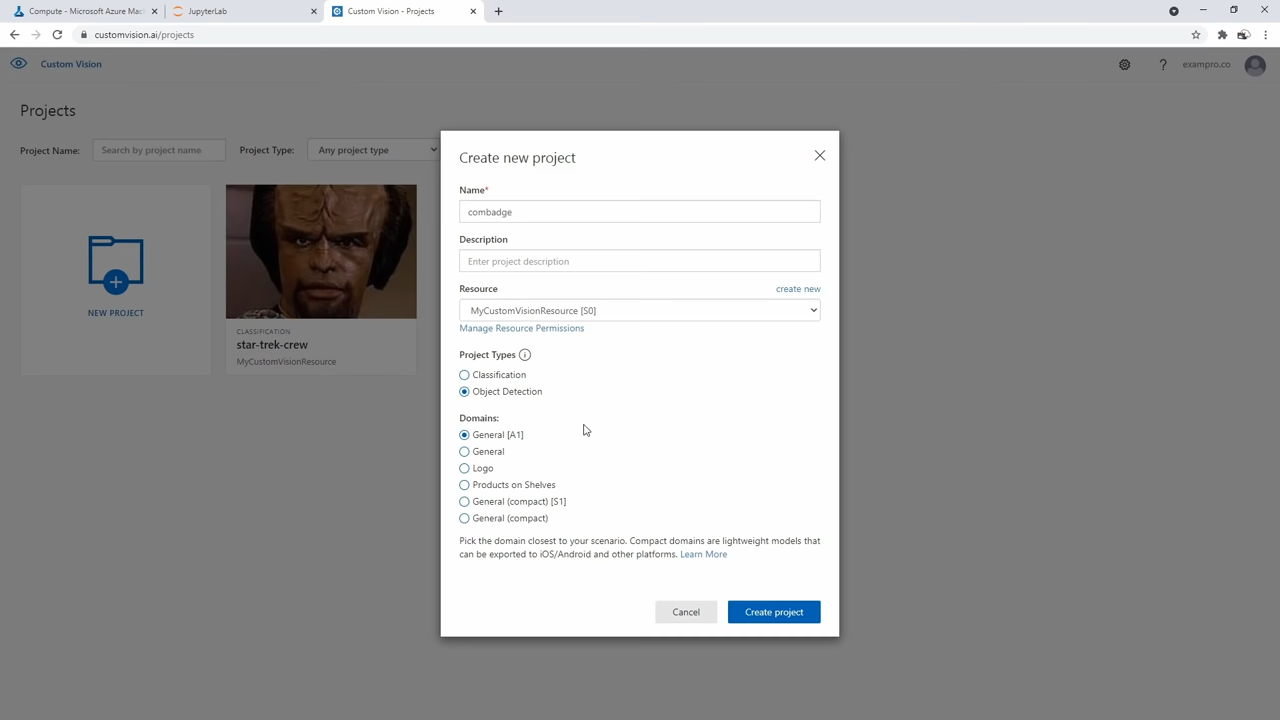 Compute - Microsoft Azure Mac
JupyterLab
Custom Vision - Projects
customvision.ai/projects
Custom Vision
exampro.co
Projects
Project Name:
Search by project name
Project Type:
Any project type
NEW PROJECT
CLASSIFICATION
star-trek-crew
MyCustomVisionResource
Create new project
Name*
combadge
Description
Enter project description
Resource
create new
MyCustomVisionResource [S0]
Manage Resource Permissions
Project Types i
Classification
Object Detection
Domains:
General [A1]
General
Logo
Products on Shelves
General (compact) [S1]
General (compact)
Pick the domain closest to your scenario. Compact domains are lightweight models that
can be exported to iOS/Android and other platforms. Learn More
Cancel
Create project